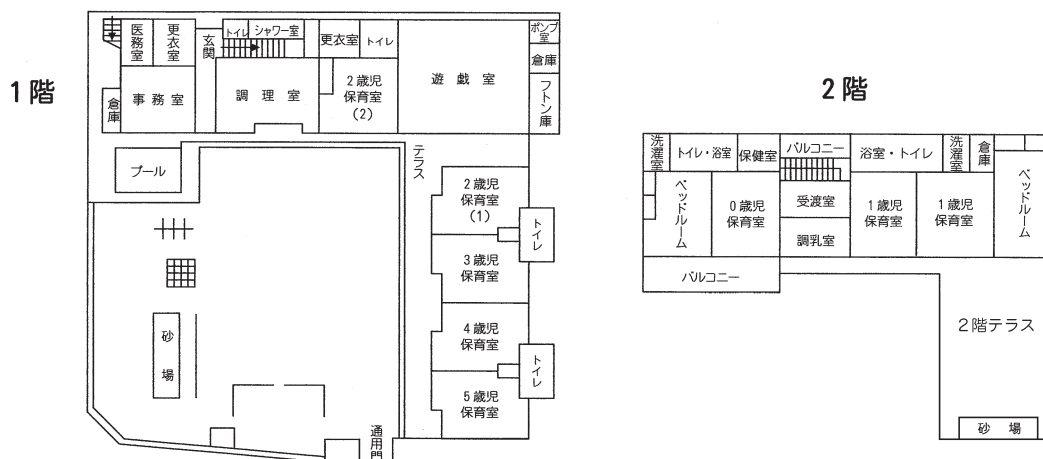 1階
医務室
更衣室
玄関
トイレ
シャワー室
更衣室
トイレ
ポンプ室
倉庫
フトン庫
倉庫
事務室
調理室
2歳児
保育室
(2)
遊戯室
プール
テラス
2歳児
保育室
(1)
トイレ
3歳児
保育室
4歳児
保育室
トイレ
5歳児
保育室
砂場
通用門
2階
洗濯室
トイレ・浴室
保健室
バルコニー
浴室・トイレ
洗濯室
倉庫
ベッドルーム
0歳児
保育室
受渡室
調乳室
1歳児
保育室
1歳児
保育室
ベッドルーム
バルコニー
2階テラス
砂場